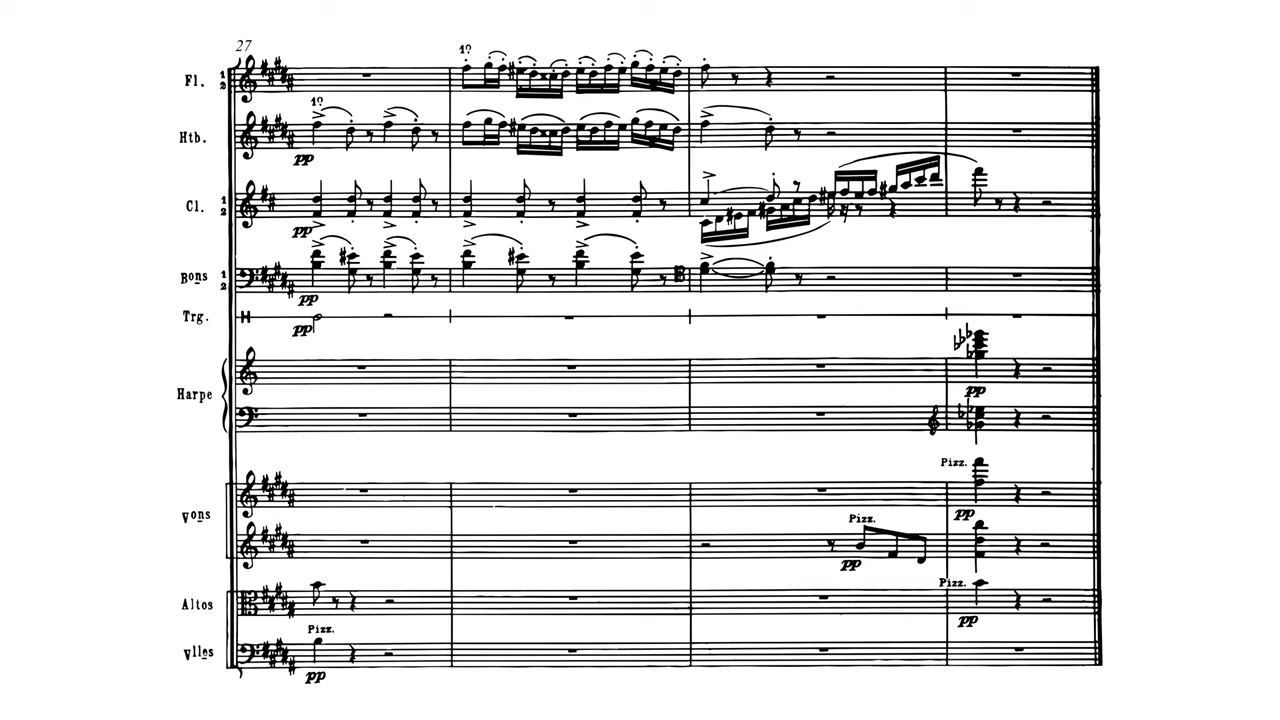 27
1º
Fl. 1 2
1º
Htb.
pp
Cl. 1 2
pp
Bons 1 2
pp
Trg.
pp
Harpe
pp
Pizz.
Vons
pp
Pizz.
pp
Altos
Pizz.
pp
Pizz.
Vlles
pp